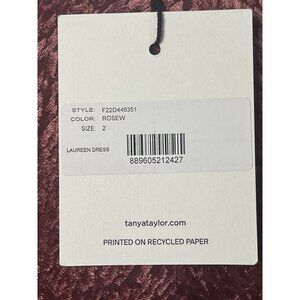 STYLE: F22D448351
COLOR: ROSEW
SIZE: 2
LAUREEN DRESS
889605212427
tanyataylor.com
PRINTED ON RECYCLED PAPER